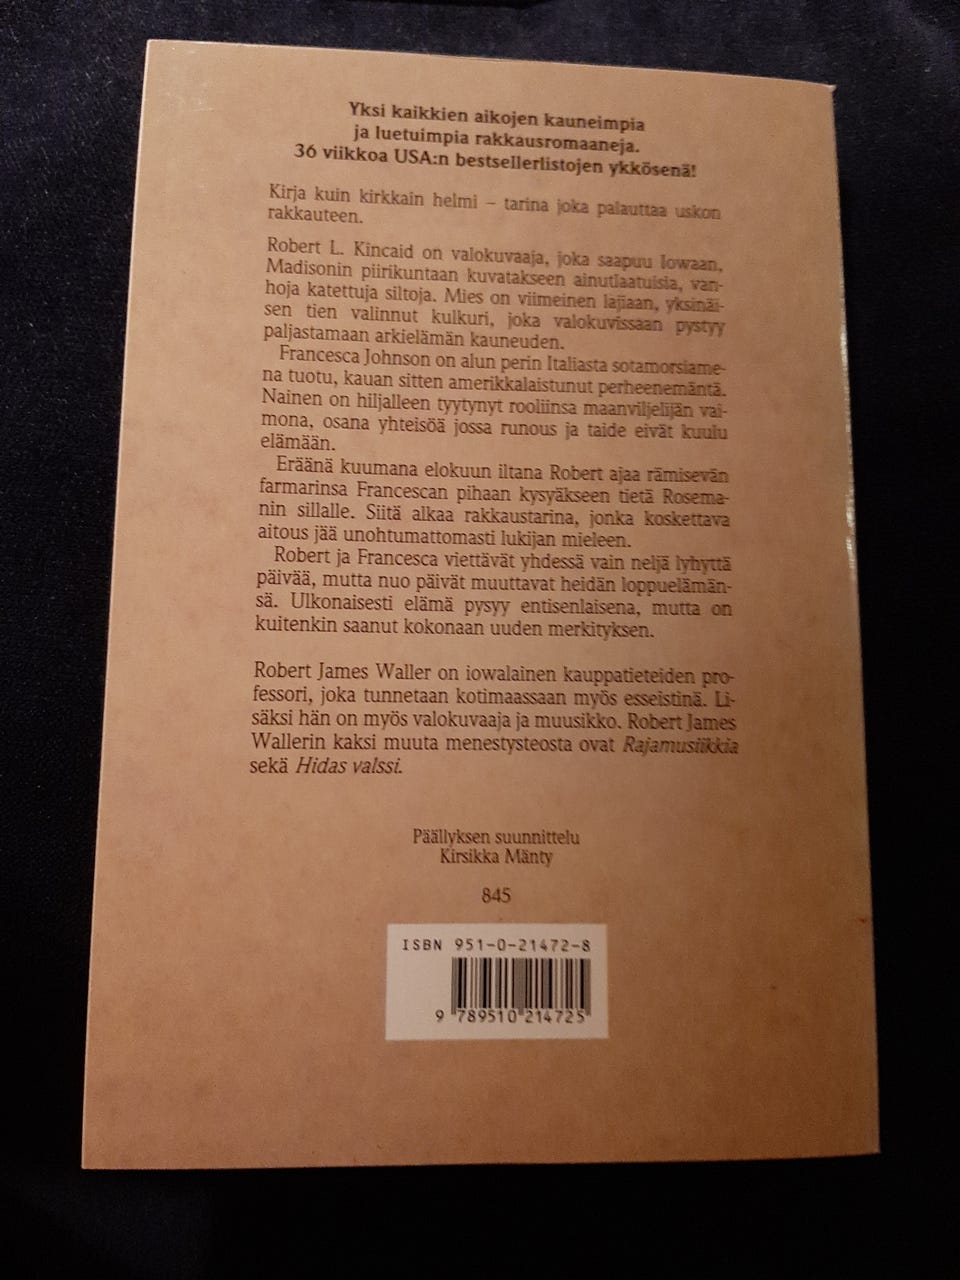 Yksi kaikkien aikojen kauneimpia
ja luetuimpia rakkausromaaneja.
36 viikkoa USA:n bestsellerlistojen ykkösenä!
Kirja kuin kirkkain helmi – tarina joka palauttaa uskon
rakkauteen.
Robert L. Kincaid on valokuvaaja, joka saapuu Iowaan,
Madisonin piirikuntaan kuvatakseen ainutlaatuisia, van-
hoja katettuja siltoja. Mies on viimeinen lajiaan, yksinäi-
sen tien valinnut kulkuri, joka valokuvissaan pystyy
paljastamaan arkielämän kauneuden.
Francesca Johnson on alun perin Italiasta sotamorsiame-
na tuotu, kauan sitten amerikkalaistunut perheenemäntä.
Nainen on hiljalleen tyytynyt rooliinsa maanviljelijän vai-
mona, osana yhteisöä jossa runous ja taide eivät kuulu
elämään.
Eräänä kuumana elokuun iltana Robert ajaa rämisevän
farmarinsa Francescan pihaan kysyäkseen tietä Rosema-
nin sillalle. Siitä alkaa rakkaustarina, jonka koskettava
aitous jää unohtumattomasti lukijan mieleen.
Robert ja Francesca viettävät yhdessä vain neljä lyhyttä
päivää, mutta nuo päivät muuttavat heidän loppuelämän-
sä. Ulkonaisesti elämä pysyy entisenlaisena, mutta on
kuitenkin saanut kokonaan uuden merkityksen.
Robert James Waller on iowalainen kauppatieteiden pro-
fessori, joka tunnetaan kotimaassaan myös esseistinä. Li-
säksi hän on myös valokuvaaja ja muusikko. Robert James
Wallerin kaksi muuta menestysteosta ovat Rajamusiikkia
sekä Hidas valssi.
Päällyksen suunnittelu
Kirsikka Mänty
845
ISBN 951-0-21472-8
9 789510 214725